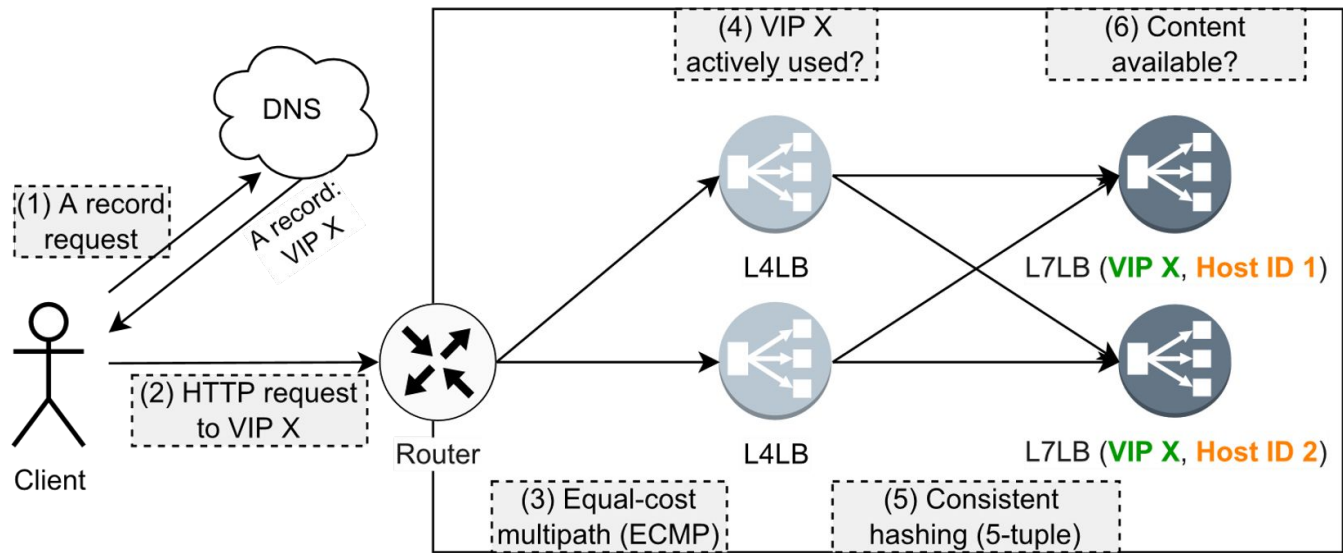 (4) VIP X
actively used?
(6) Content
available?
DNS
(1) A record
request
A record:
VIP X
L4LB
L7LB (VIP X, Host ID 1)
(2) HTTP request
to VIP X
Client
Router
L4LB
L7LB (VIP X, Host ID 2)
(3) Equal-cost
multipath (ECMP)
(5) Consistent
hashing (5-tuple)